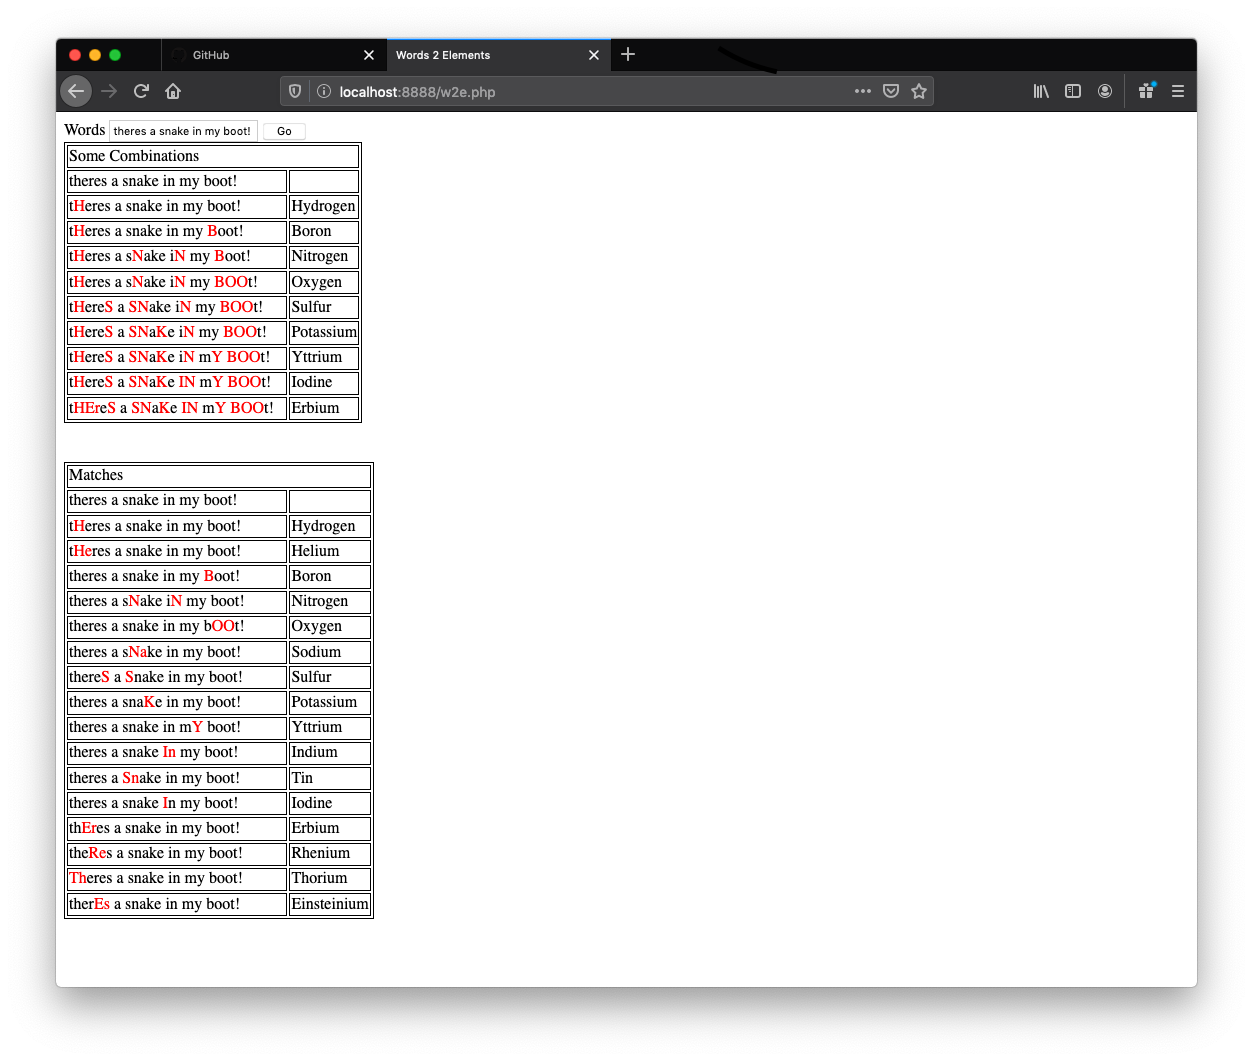 GitHub
Words 2 Elements
localhost:8888/w2e.php
Words theres a snake in my boot! Go
Some Combinations
theres a snake in my boot!
tHeres a snake in my boot! Hydrogen
tHeres a snake in my Boot! Boron
tHeres a sNake iN my Boot! Nitrogen
tHeres a sNake iN my BOOt! Oxygen
tHereS a SNake iN my BOOt! Sulfur
tHereS a SNaKe iN my BOOt! Potassium
tHereS a SNaKe iN mY BOOt! Yttrium
tHereS a SNaKe IN mY BOOt! Iodine
tHEreS a SNaKe IN mY BOOt! Erbium
Matches
theres a snake in my boot!
tHeres a snake in my boot! Hydrogen
tHeres a snake in my boot! Helium
theres a snake in my Boot! Boron
theres a sNake iN my boot! Nitrogen
theres a snake in my bOOt! Oxygen
theres a sNake in my boot! Sodium
thereS a Snake in my boot! Sulfur
theres a snaKe in my boot! Potassium
theres a snake in mY boot! Yttrium
theres a snake In my boot! Indium
theres a Snake in my boot! Tin
theres a snake In my boot! Iodine
thEres a snake in my boot! Erbium
theRes a snake in my boot! Rhenium
Theres a snake in my boot! Thorium
therEs a snake in my boot! Einsteinium